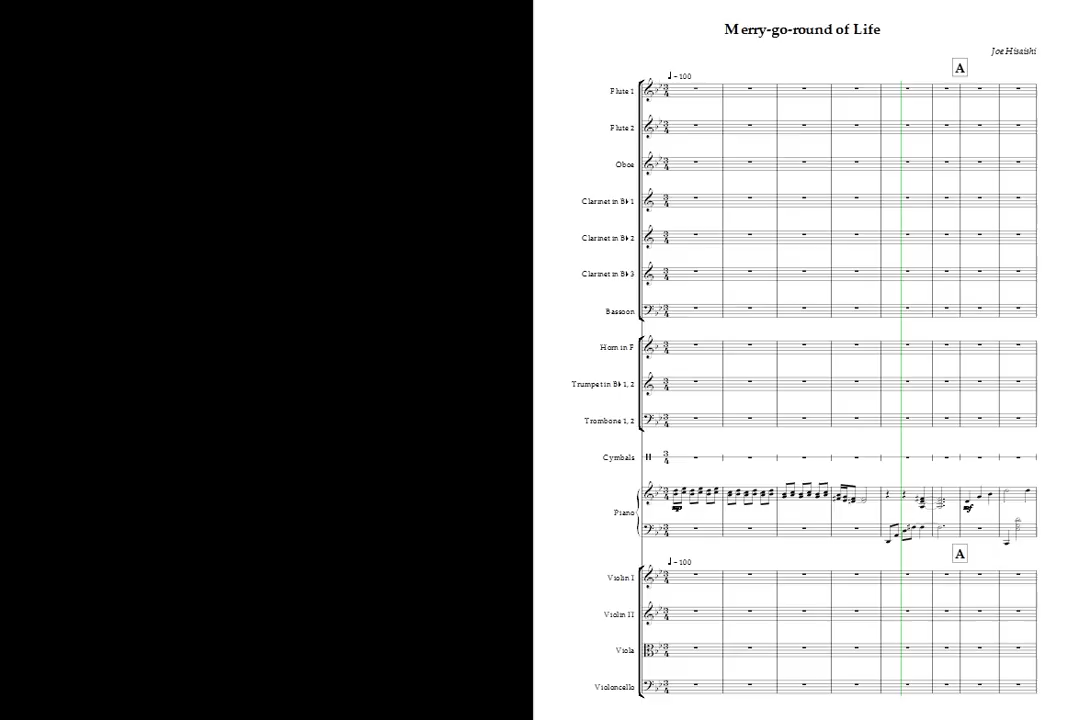 Merry-go-round of Life
Joe Hisaishi
A
♩ = 100
Flute 1
Flute 2
Oboe
Clarinet in B♭ 1
Clarinet in B♭ 2
Clarinet in B♭ 3
Bassoon
Horn in F
Trumpet in B♭ 1, 2
Trombone 1, 2
Cymbals
Piano
mp
mf
A
♩ = 100
Violin I
Violin II
Viola
Violoncello